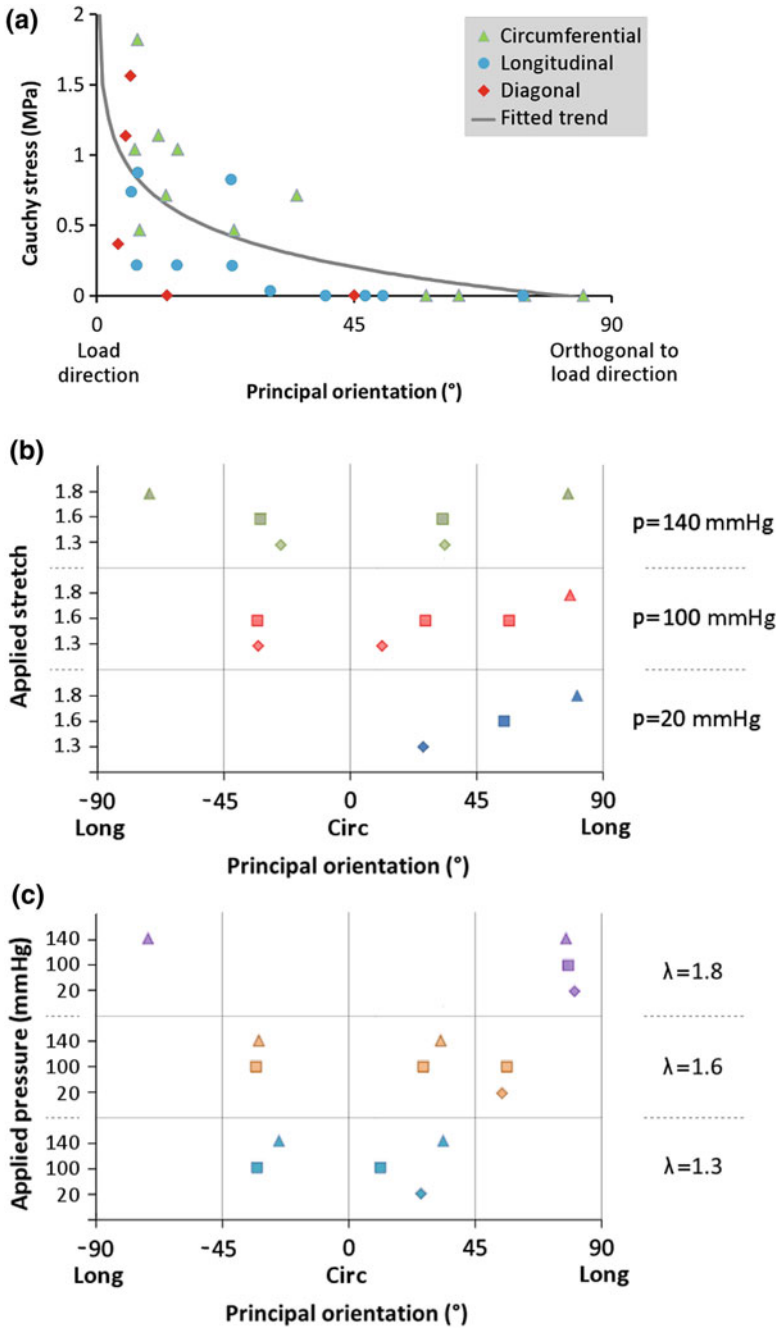 (a)
2
1.5
1
0.5
0
Cauchy stress (MPa)
Circumferential
Longitudinal
Diagonal
Fitted trend
0 45 90
Load direction
Orthogonal to load direction
Principal orientation (°)
(b)
Applied stretch
1.8
1.6
1.3
p=140 mmHg
1.8
1.6
1.3
p=100 mmHg
1.8
1.6
1.3
p=20 mmHg
-90 -45 0 45 90
Long Circ Long
Principal orientation (°)
(c)
Applied pressure (mmHg)
140
100
20
λ=1.8
140
100
20
λ=1.6
140
100
20
λ=1.3
-90 -45 0 45 90
Long Circ Long
Principal orientation (°)